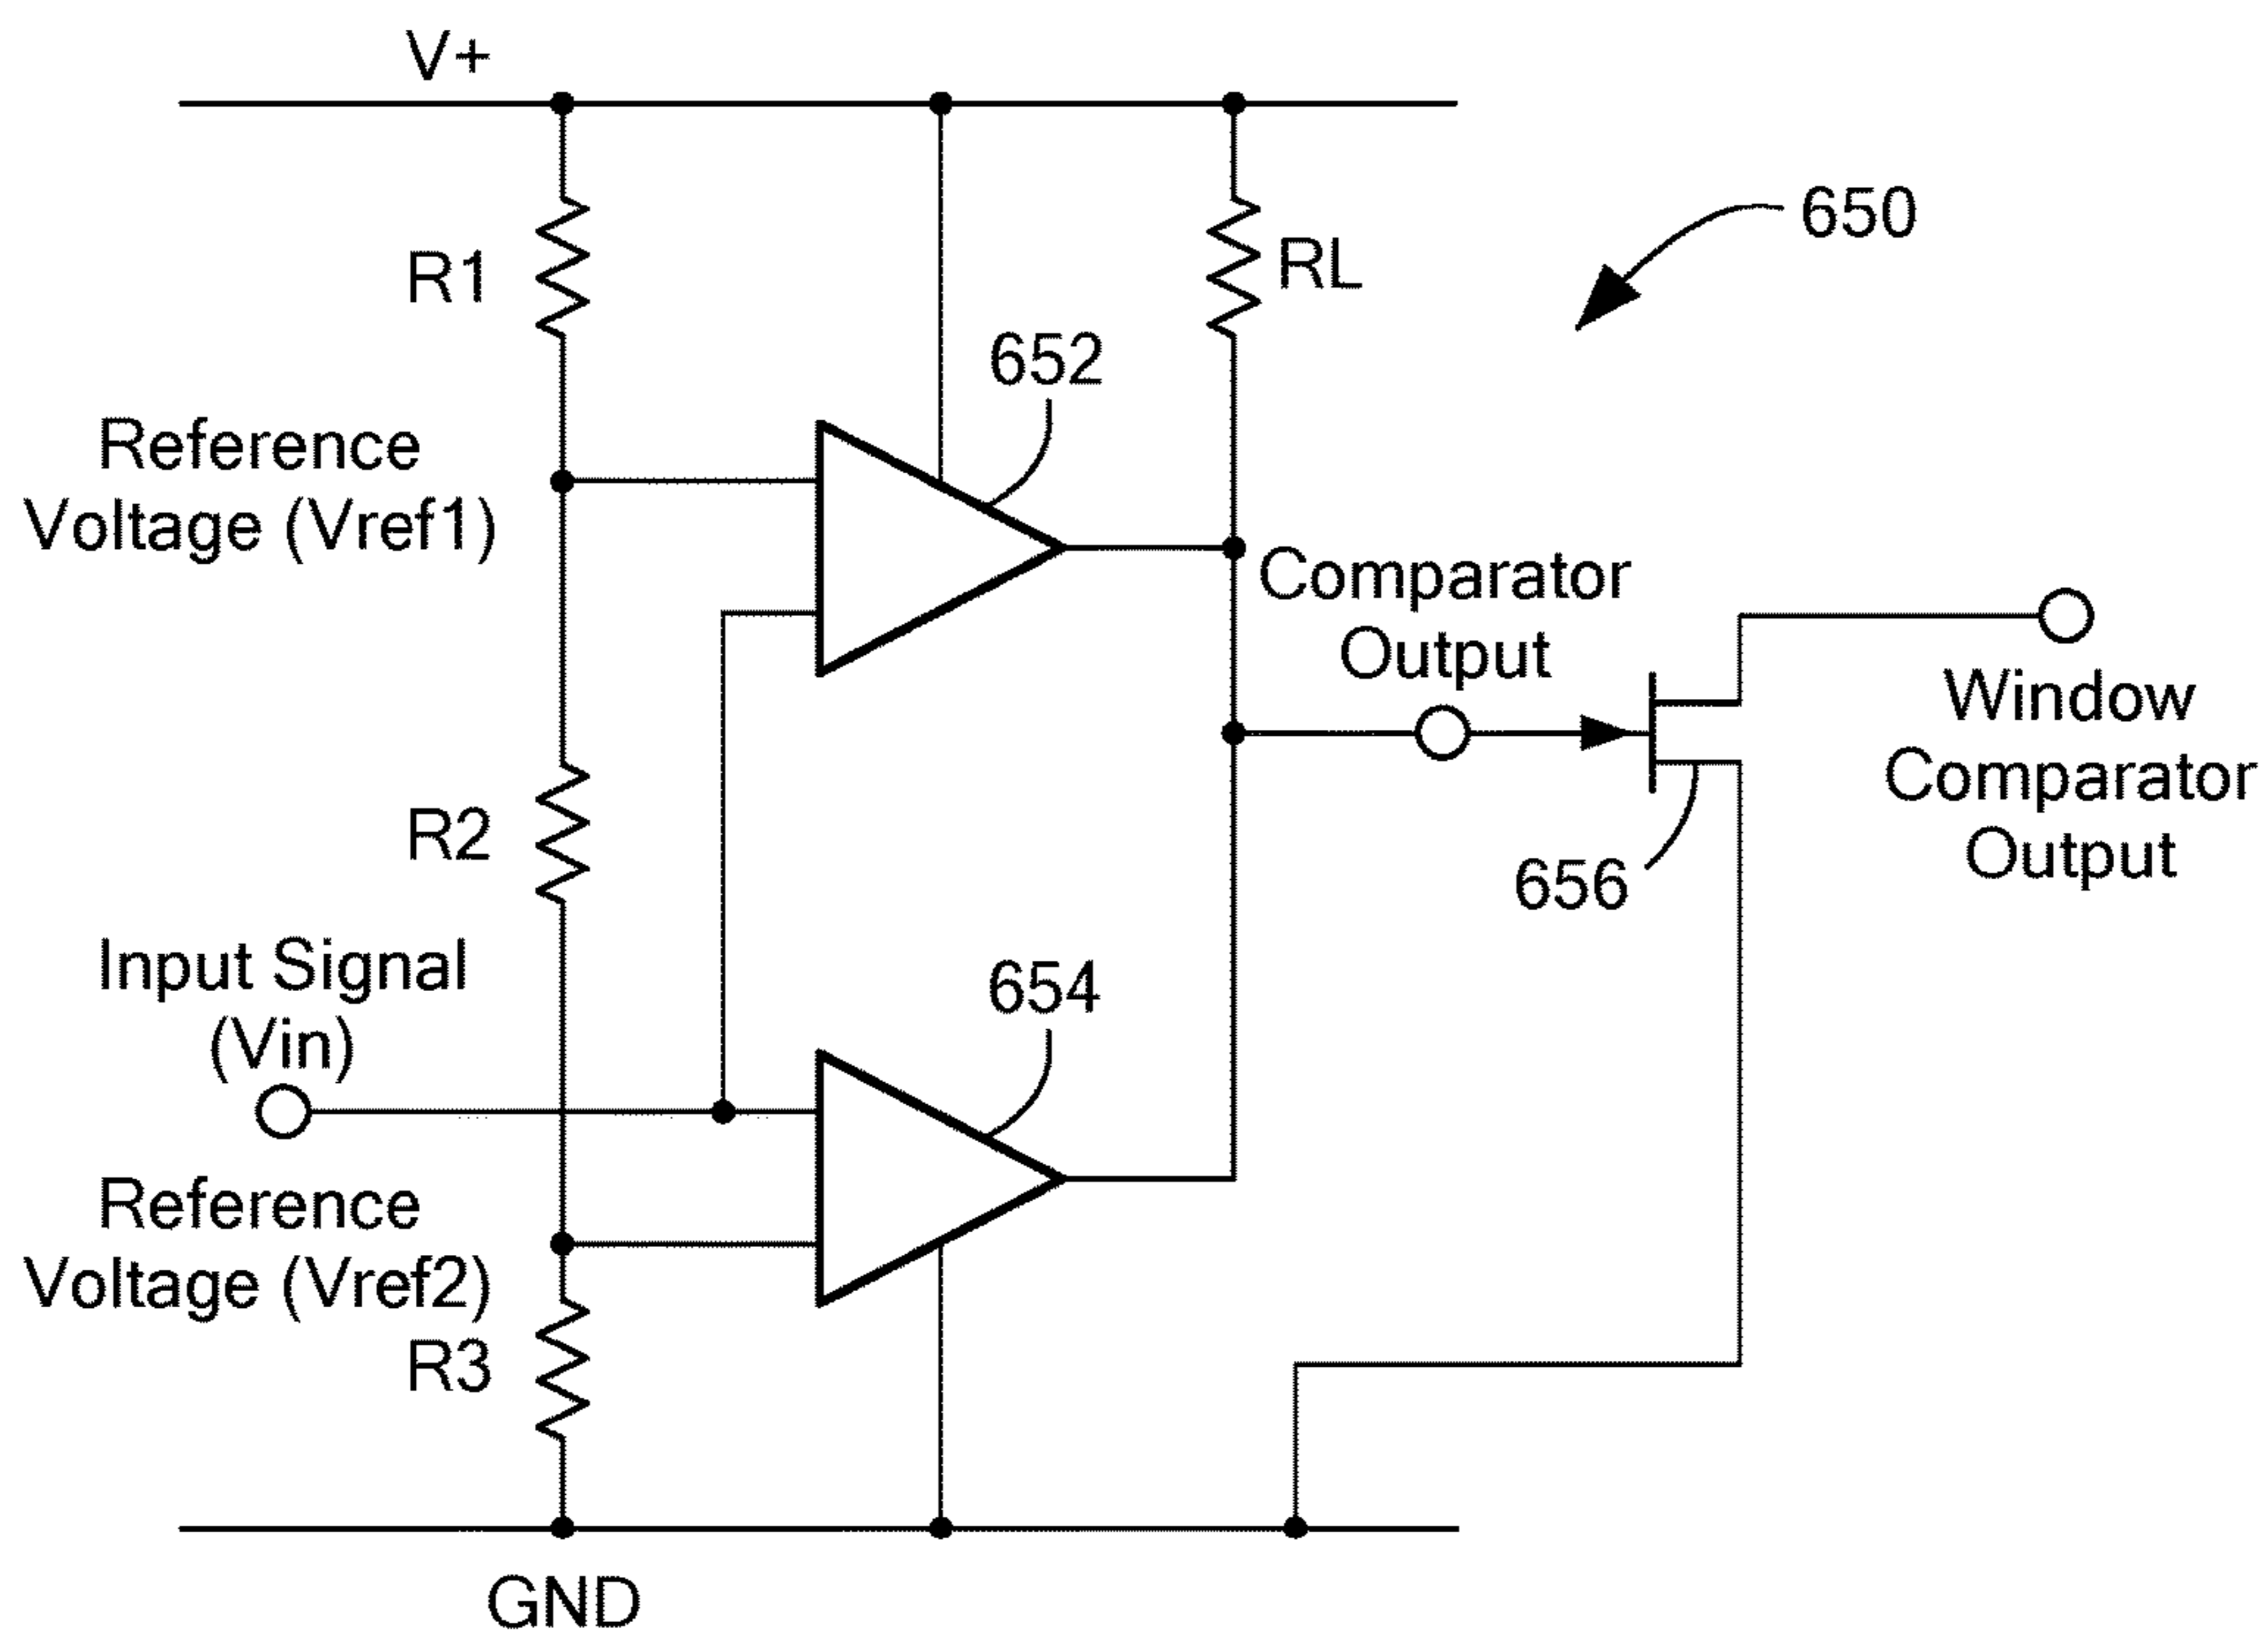 V+
650
R1
RL
652
Reference
Voltage (Vref1)
Comparator
Output
Window
Comparator
Output
R2
656
Input Signal
(Vin)
654
Reference
Voltage (Vref2)
R3
GND